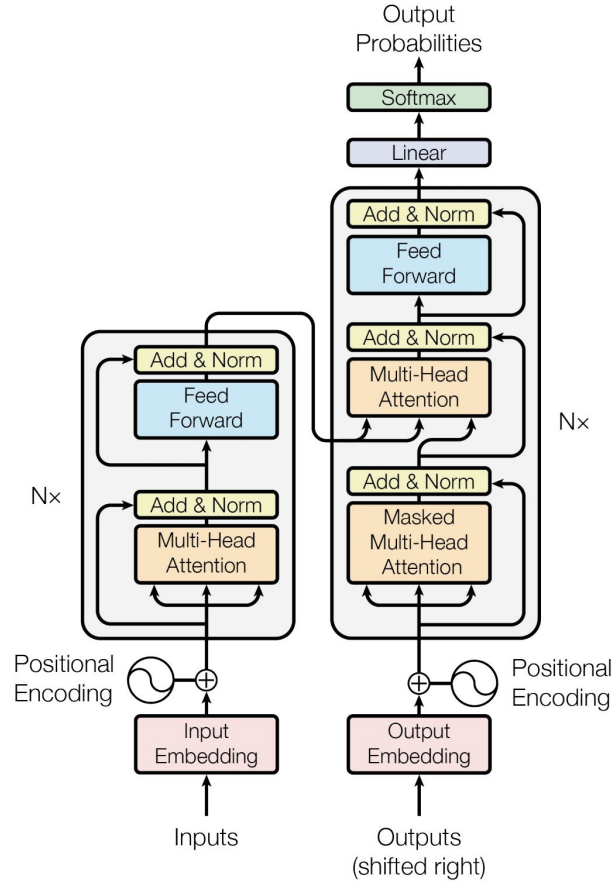 Output
Probabilities
Softmax
Linear
Add & Norm
Feed
Forward
Add & Norm
Multi-Head
Attention
Add & Norm
Masked
Multi-Head
Attention
Nx
Add & Norm
Feed
Forward
Add & Norm
Multi-Head
Attention
Nx
Positional
Encoding
Positional
Encoding
Input
Embedding
Output
Embedding
Inputs
Outputs
(shifted right)